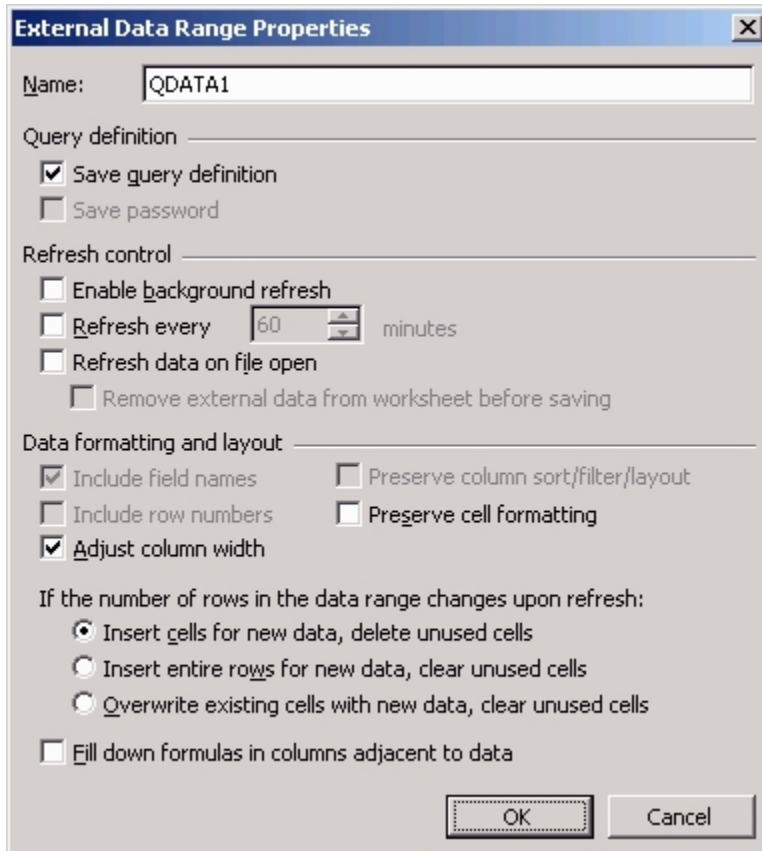 External Data Range Properties
Name: QDATA1
Query definition
Save query definition
Save password
Refresh control
Enable background refresh
Refresh every 60 minutes
Refresh data on file open
Remove external data from worksheet before saving
Data formatting and layout
Include field names Preserve column sort/filter/layout
Include row numbers Preserve cell formatting
Adjust column width
If the number of rows in the data range changes upon refresh:
Insert cells for new data, delete unused cells
Insert entire rows for new data, clear unused cells
Overwrite existing cells with new data, clear unused cells
Fill down formulas in columns adjacent to data
OK Cancel